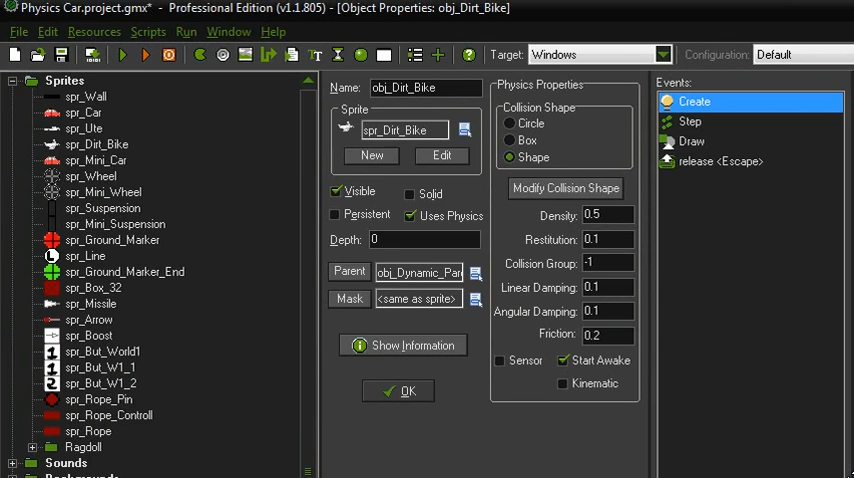 Physics Car.project.gmx* - Professional Edition (v1.1.805) - [Object Properties: obj_Dirt_Bike]
File Edit Resources Scripts Run Window Help
Target: Windows Configuration: Default
Sprites
spr_Wall
spr_Car
spr_Ute
spr_Dirt_Bike
spr_Mini_Car
spr_Wheel
spr_Mini_Wheel
spr_Suspension
spr_Mini_Suspension
spr_Ground_Marker
L spr_Line
spr_Ground_Marker_End
spr_Box_32
spr_Missile
spr_Arrow
spr_Boost
1 spr_But_World1
1 spr_But_W1_1
2 spr_But_W1_2
spr_Rope_Pin
spr_Rope_Controll
spr_Rope
Ragdoll
Sounds
Name: obj_Dirt_Bike
Sprite
spr_Dirt_Bike
New Edit
Visible Solid
Persistent Uses Physics
Depth: 0
Parent obj_Dynamic_Par
Mask <same as sprite>
Show Information
OK
Physics Properties
Collision Shape
Circle
Box
Shape
Modify Collision Shape
Density: 0.5
Restitution: 0.1
Collision Group: -1
Linear Damping: 0.1
Angular Damping: 0.1
Friction: 0.2
Sensor Start Awake
Kinematic
Events:
Create
Step
Draw
release <Escape>